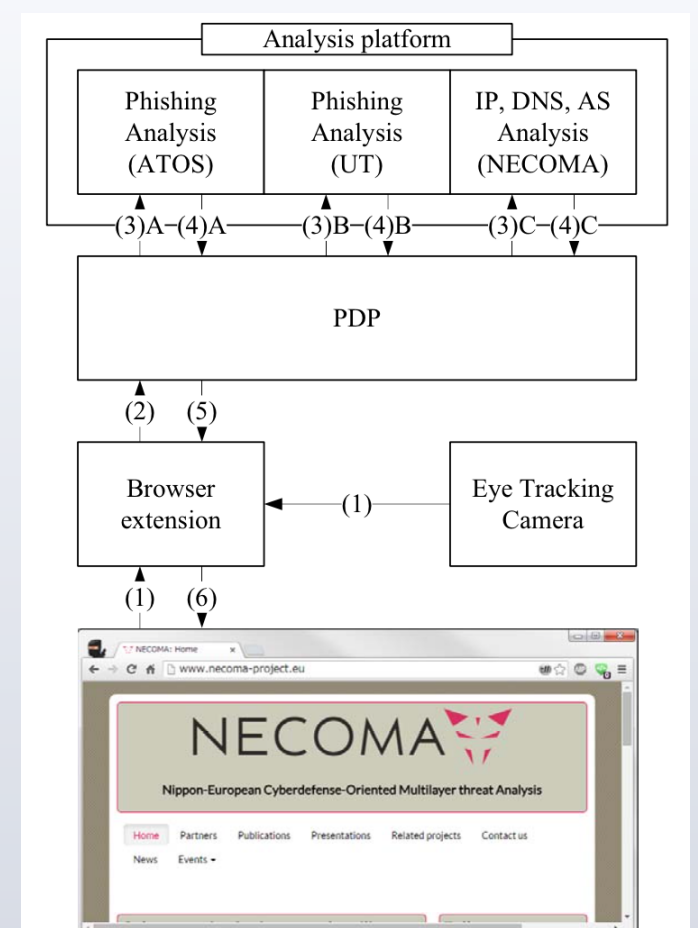 Analysis platform
Phishing
Analysis
(ATOS)
Phishing
Analysis
(UT)
IP, DNS, AS
Analysis
(NECOMA)
(3)A (4)A (3)B (4)B (3)C (4)C
PDP
(2) (5)
Browser
extension
(1)
Eye Tracking
Camera
(1) (6)
NECOMA: Home x
www.necoma-project.eu
NECOMA
Nippon-European Cyberdefense-Oriented Multilayer threat Analysis
Home Partners Publications Presentations Related projects Contact us
News Events